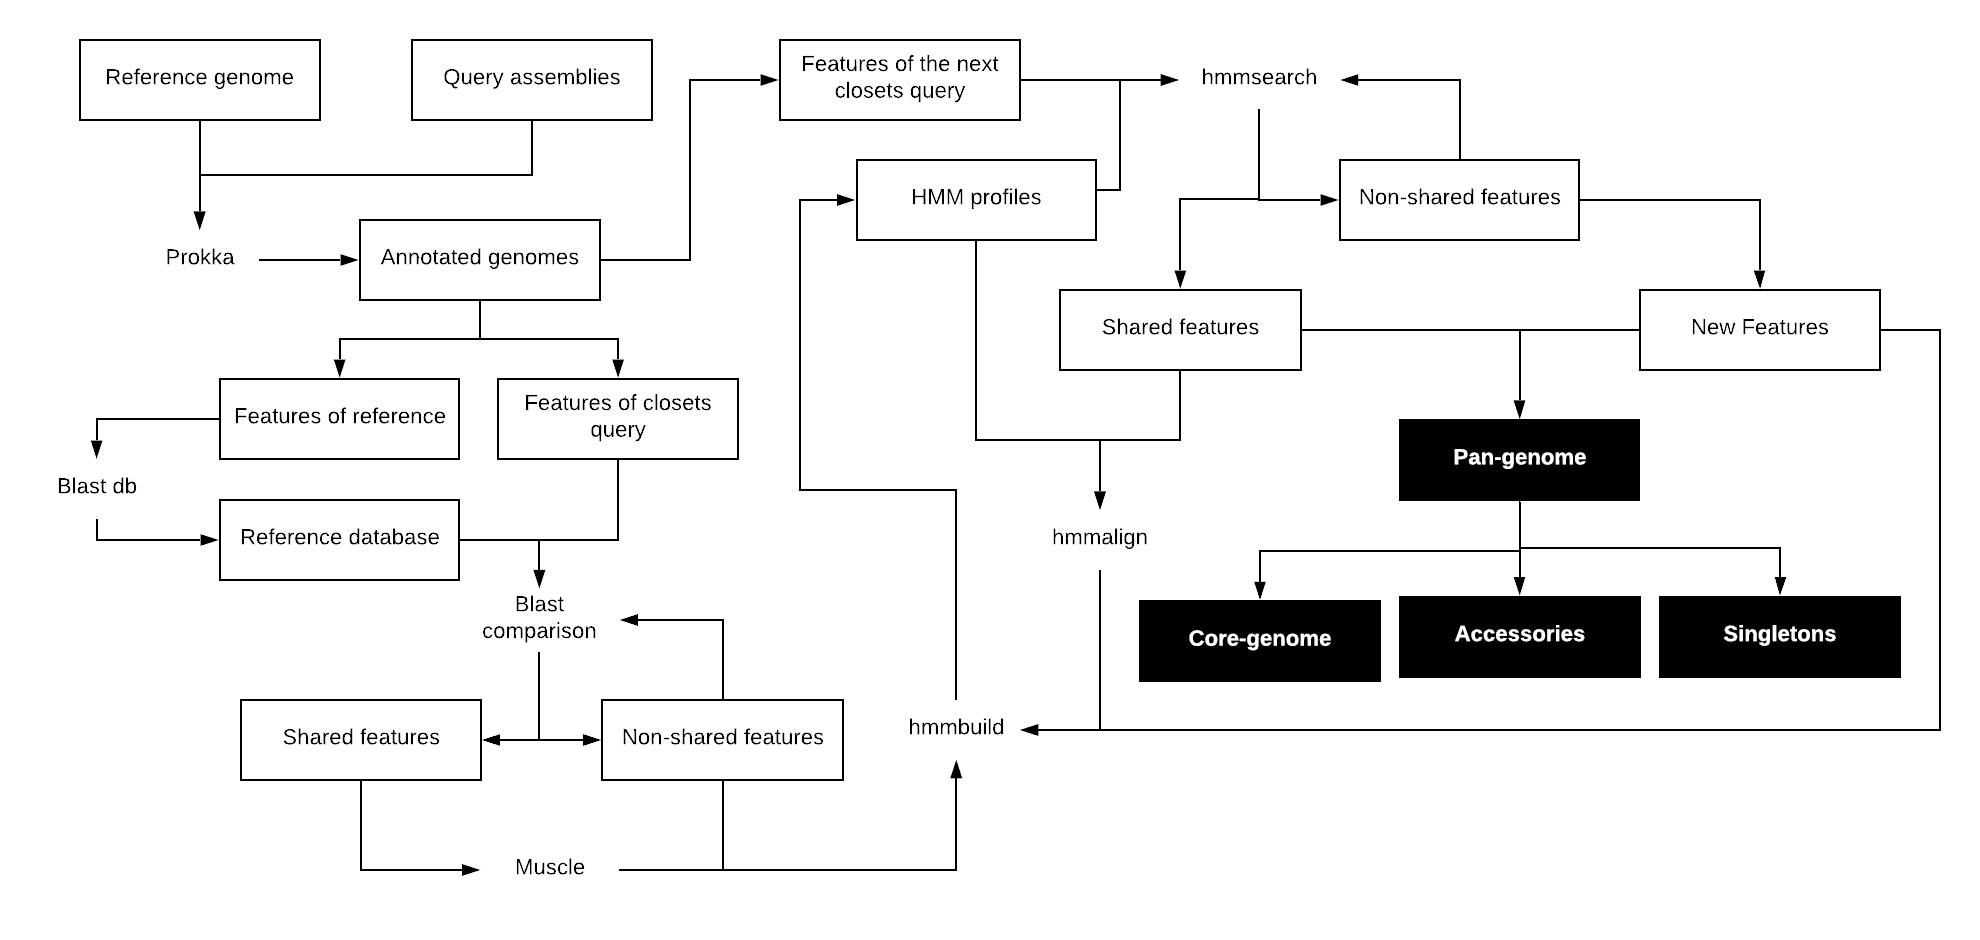 Reference genome
Query assemblies
Features of the next
closets query
hmmsearch
HMM profiles
Non-shared features
Prokka
Annotated genomes
Shared features
New Features
Features of reference
Features of closets
query
Pan-genome
Blast db
Reference database
hmmalign
Blast
comparison
Core-genome
Accessories
Singletons
Shared features
Non-shared features
hmmbuild
Muscle